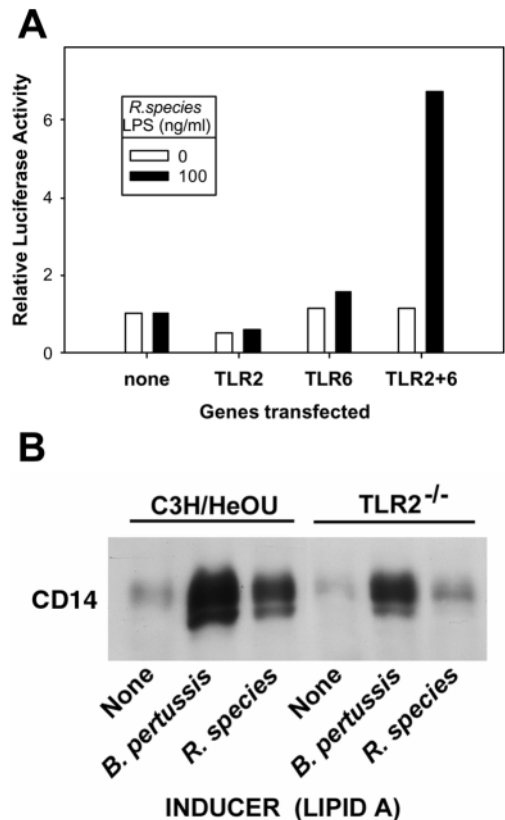 A
Relative Luciferase Activity
6
4
2
0
R.species
LPS (ng/ml)
0
100
none TLR2 TLR6 TLR2+6
Genes transfected
B
C3H/HeOU TLR2-/-
CD14
None B. pertussis R. species None B. pertussis R. species
INDUCER (LIPID A)